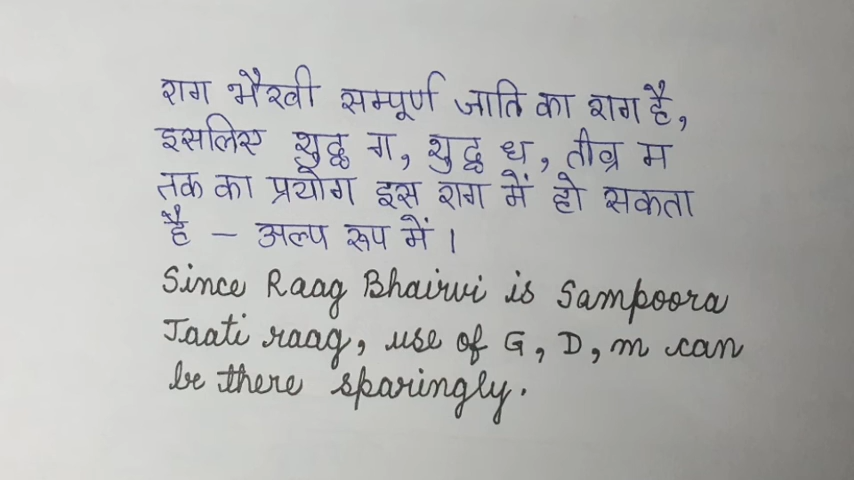 राग भैरवी सम्पूर्ण जाति का राग है,
इसलिए शुद्ध ग, शुद्ध ध, तीव्र म
तक का प्रयोग इस राग में हो सकता
है – अल्प रूप में ।
Since Raag Bhairvi is Sampoora
Jaati raag, use of G, D, m can
be there sparingly.